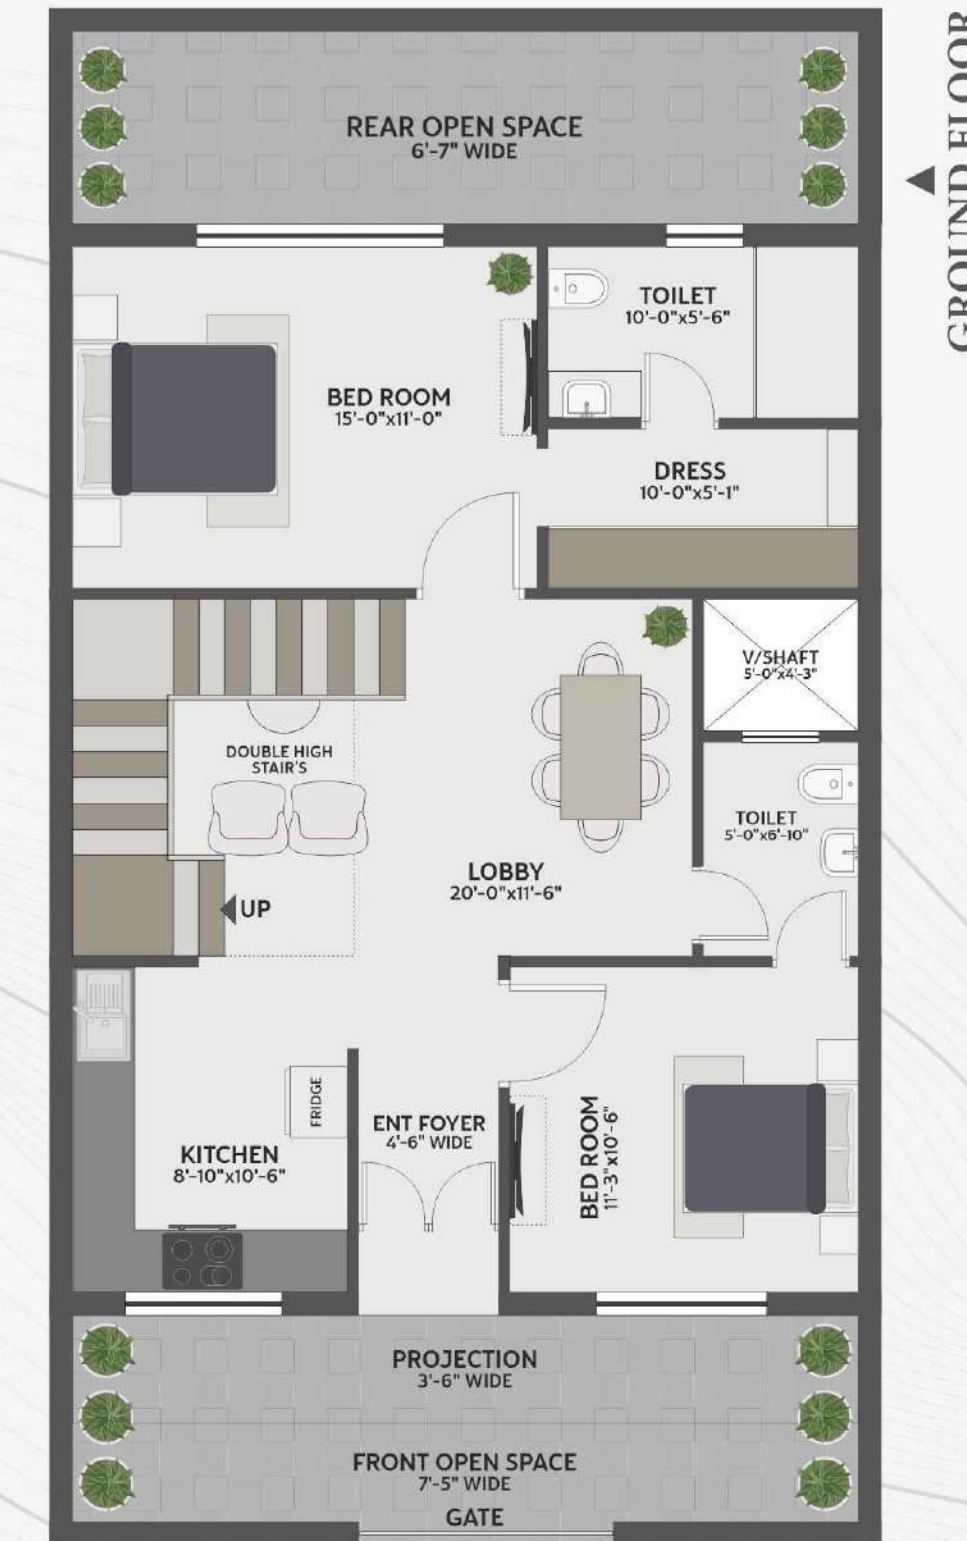 GROUND FLOOR
REAR OPEN SPACE
6'-7" WIDE
TOILET
10'-0"x5'-6"
BED ROOM
15'-0"x11'-0"
DRESS
10'-0"x5'-1"
V/SHAFT
5'-0"x4'-3"
DOUBLE HIGH
STAIR'S
TOILET
5'-0"x6'-10"
LOBBY
20'-0"x11'-6"
UP
FRIDGE
ENT FOYER
4'-6" WIDE
KITCHEN
8'-10"x10'-6"
BED ROOM
11'-3"x10'-6"
PROJECTION
3'-6" WIDE
FRONT OPEN SPACE
7'-5" WIDE
GATE